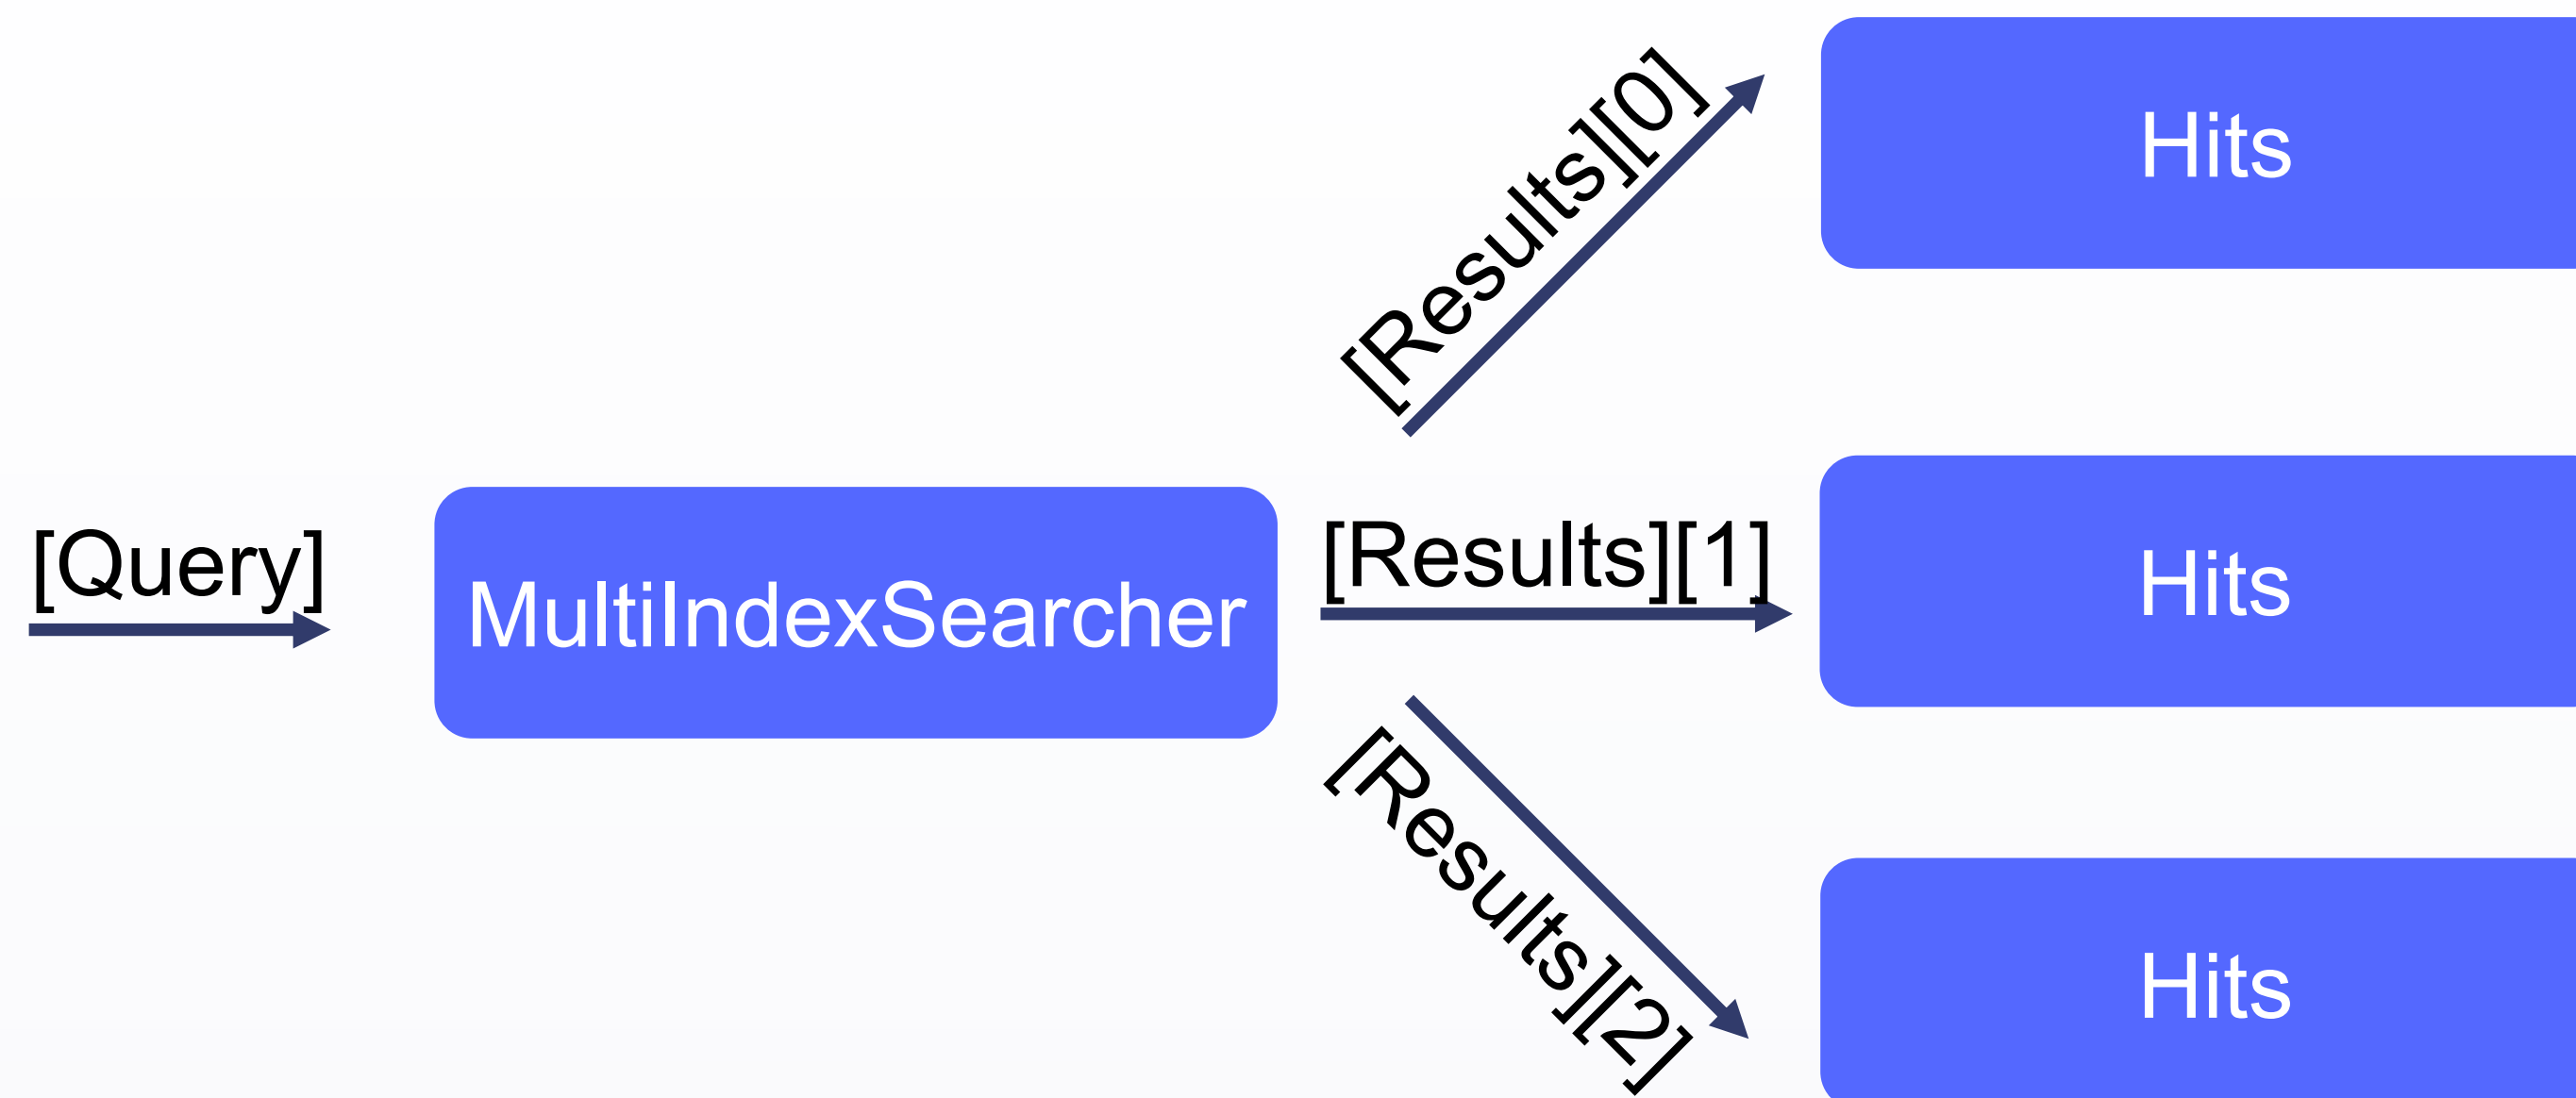 [Results][0]
Hits
[Query]
MultiIndexSearcher
[Results][1]
Hits
[Results][2]
Hits